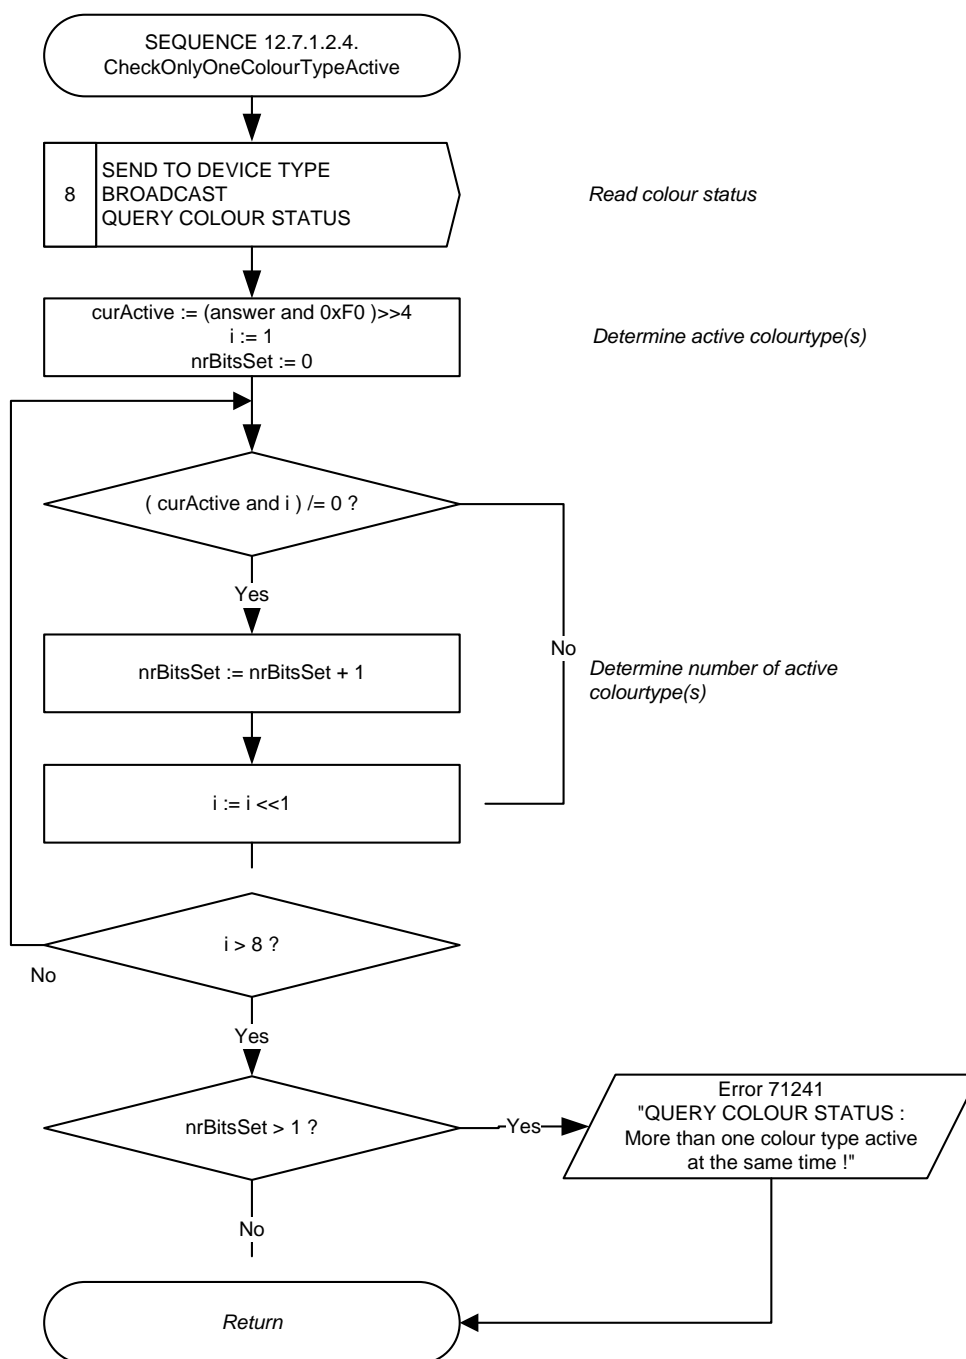 SEQUENCE 12.7.1.2.4.
CheckOnlyOneColourTypeActive
8
SEND TO DEVICE TYPE
BROADCAST
QUERY COLOUR STATUS
Read colour status
curActive := (answer and 0xF0 )>>4
i := 1
nrBitsSet := 0
Determine active colourtype(s)
( curActive and i ) /= 0 ?
Yes
No
nrBitsSet := nrBitsSet + 1
Determine number of active
colourtype(s)
i := i <<1
i > 8 ?
No
Yes
nrBitsSet > 1 ?
Yes
Error 71241
"QUERY COLOUR STATUS :
More than one colour type active
at the same time !"
No
Return